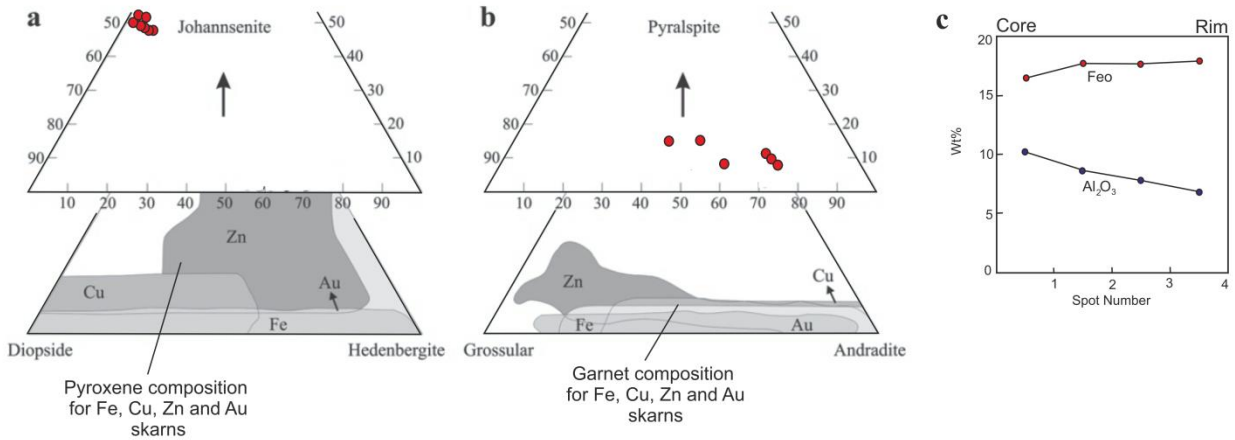 a
Johannsenite
50
60
70
80
90
50
40
30
20
10
10 20 30 40 50 60 70 80 90
Zn
Cu
Au
Fe
Diopside
Hedenbergite
Pyroxene composition
for Fe, Cu, Zn and Au
skarns
b
Pyralspite
50
60
70
80
90
50
40
30
20
10
10 20 30 40 50 60 70 80 90
Zn
Cu
Fe
Au
Grossular
Andradite
Garnet composition
for Fe, Cu, Zn and Au
skarns
c
Core
Rim
20
15
10
5
0
Wt%
Feo
Al₂O₃
1 2 3 4
Spot Number